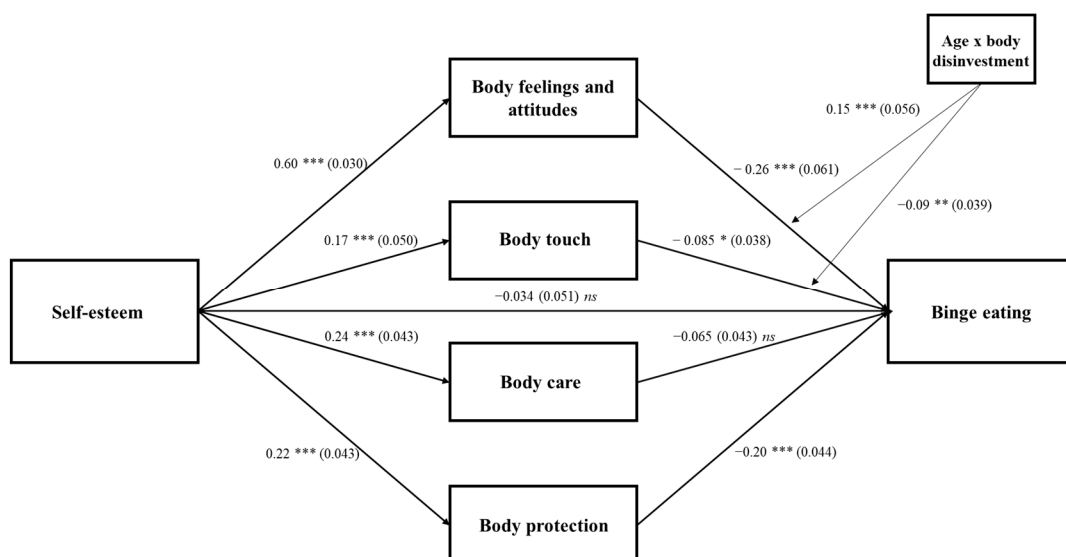 Age x body
disinvestment
Body feelings and
attitudes
0.15 *** (0.056)
0.60 *** (0.030)
− 0.26 *** (0.061)
−0.09 ** (0.039)
0.17 *** (0.050)
Body touch
− 0.085 * (0.038)
Self-esteem
−0.034 (0.051) ns
Binge eating
0.24 *** (0.043)
−0.065 (0.043) ns
Body care
0.22 *** (0.043)
−0.20 *** (0.044)
Body protection